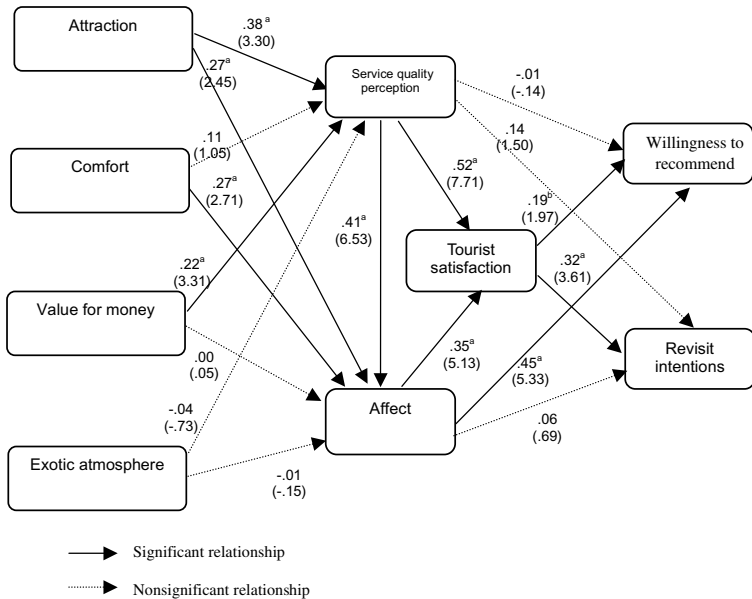 Attraction
.38 a
(3.30)
.27a
(2.45)
Service quality
perception
-.01
(-.14)
.14
(1.50)
Willingness to
recommend
Comfort
.11
(1.05)
.27a
(2.71)
.52a
(7.71)
.19b
(1.97)
.41a
(6.53)
Tourist
satisfaction
.32a
(3.61)
Value for money
.22a
(3.31)
.00
(.05)
.35a
(5.13)
.45a
(5.33)
Revisit
intentions
Affect
.06
(.69)
-.04
(-.73)
Exotic atmosphere
-.01
(-.15)
Significant relationship
Nonsignificant relationship